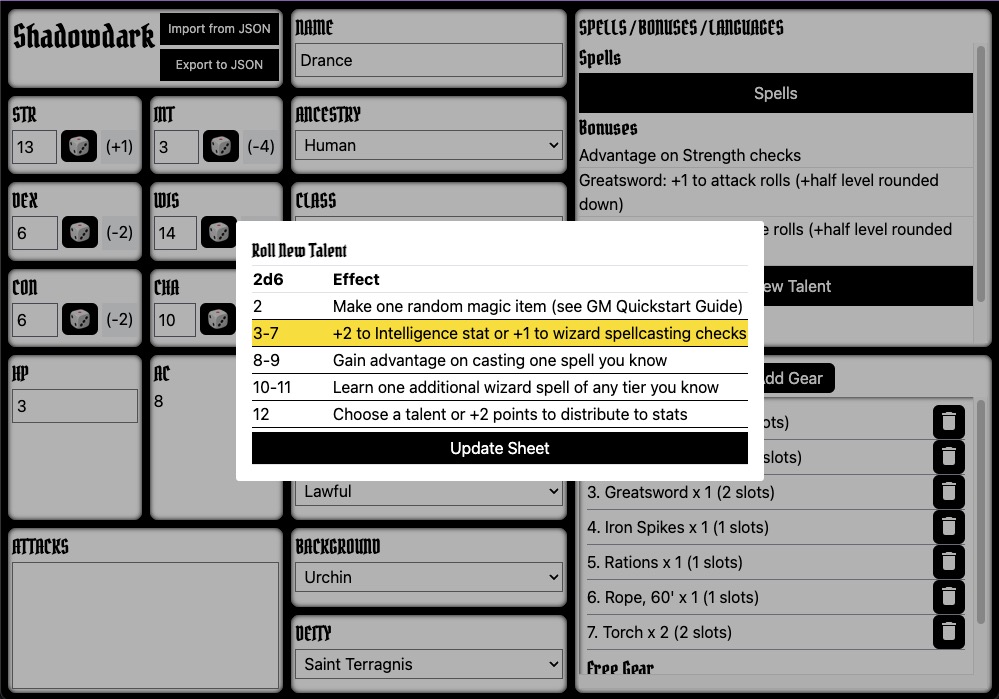 Shadowdark
Import from JSON
Export to JSON
NAME
Drance
STR
13
(+1)
INT
3
(-4)
ANCESTRY
Human
DEX
6
(-2)
WIS
14
CLASS
CON
6
(-2)
CHA
10
HP
3
AC
8
Lawful
ATTACKS
BACKGROUND
Urchin
DEITY
Saint Terragnis
SPELLS/BONUSES/LANGUAGES
Spells
Spells
Bonuses
Advantage on Strength checks
Greatsword: +1 to attack rolls (+half level rounded
down)
e rolls (+half level rounded
ew Talent
Roll New Talent
2d6 Effect
2 Make one random magic item (see GM Quickstart Guide)
3-7 +2 to Intelligence stat or +1 to wizard spellcasting checks
8-9 Gain advantage on casting one spell you know
10-11 Learn one additional wizard spell of any tier you know
12 Choose a talent or +2 points to distribute to stats
Update Sheet
dd Gear
ots)
slots)
3. Greatsword x 1 (2 slots)
4. Iron Spikes x 1 (1 slots)
5. Rations x 1 (1 slots)
6. Rope, 60' x 1 (1 slots)
7. Torch x 2 (2 slots)
Free Gear